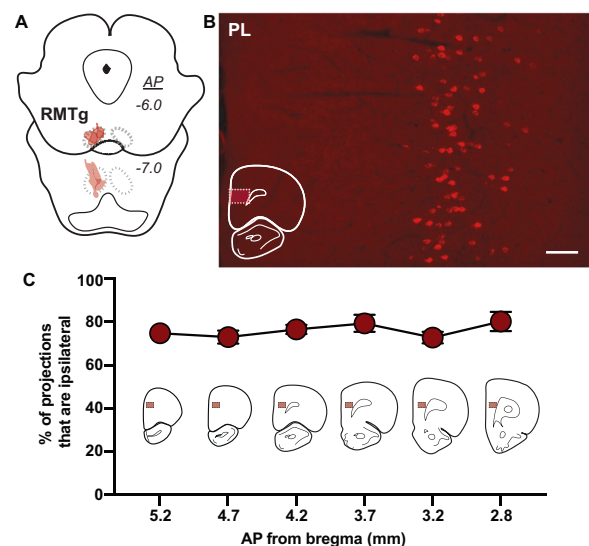 A
B
PL
AP
-6.0
RMTg
-7.0
C
% of projections
that are ipsilateral
100
80
60
40
20
0
5.2 4.7 4.2 3.7 3.2 2.8
AP from bregma (mm)